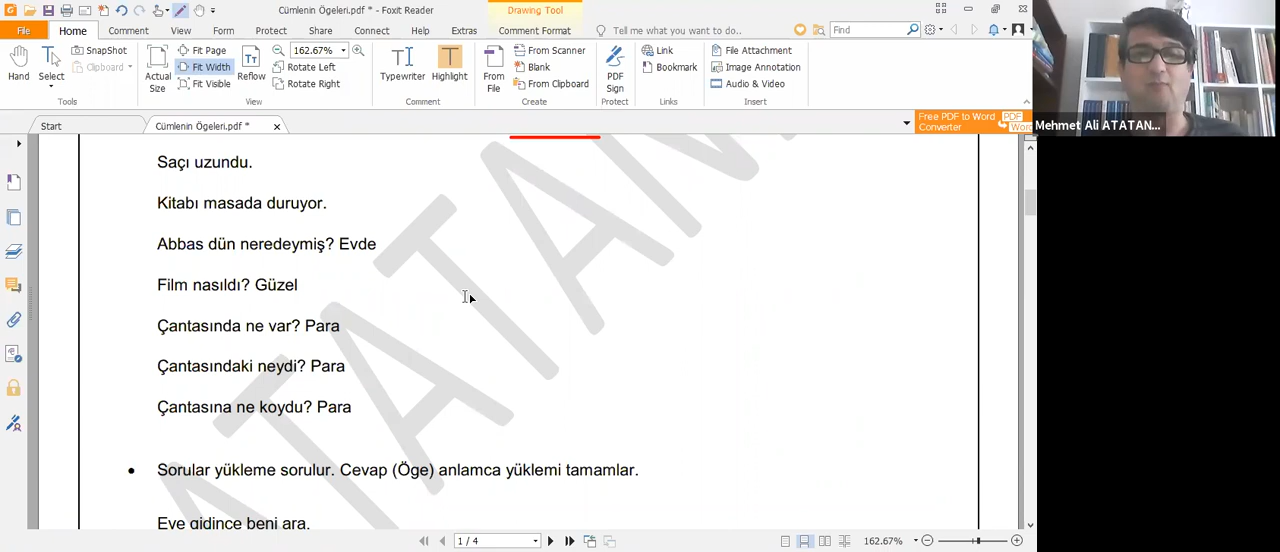 Cümlenin Ögeleri.pdf * - Foxit Reader
Drawing Tool
File Home Comment View Form Protect Share Connect Help Extras Comment Format Tell me what you want to do.. Find
Hand
Select
SnapShot
Clipboard
Tools
Actual Size
Fit Page
Fit Width
Fit Visible
Reflow
162.67%
Rotate Left
Rotate Right
View
Typewriter
Highlight
Comment
From File
From Scanner
Blank
From Clipboard
Create
PDF Sign
Protect
Link
Bookmark
Links
File Attachment
Image Annotation
Audio & Video
Insert
Start
Cümlenin Ögeleri.pdf *
Free PDF to Word Converter
PDF
Word
Mehmet Ali ATATAN...
Saçı uzundu.
Kitabı masada duruyor.
Abbas dün neredeymiş? Evde
Film nasıldı? Güzel
Çantasında ne var? Para
Çantasındaki neydi? Para
Çantasına ne koydu? Para
• Sorular yükleme sorulur. Cevap (Öge) anlamca yüklemi tamamlar.
Eve gidince beni ara.
1 / 4
162.67%